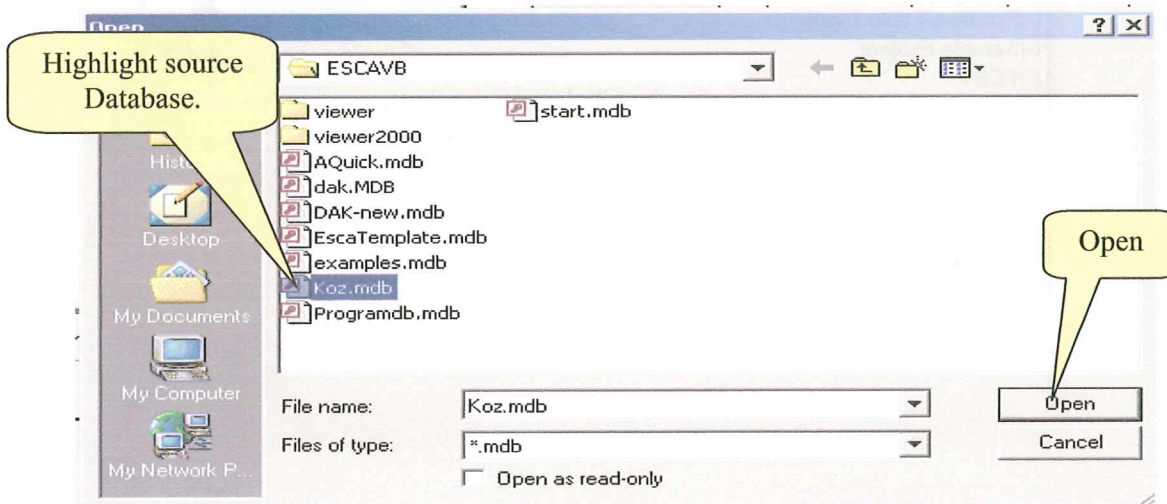 Open
Highlight source
Database.
ESCAVB
viewer
viewer2000
AQuick.mdb
dak.MDB
DAK-new.mdb
EscaTemplate.mdb
examples.mdb
Koz.mdb
Programdb.mdb
start.mdb
Desktop
My Documents
My Computer
My Network P...
Open
File name:
Koz.mdb
Open
Files of type:
*.mdb
Cancel
Open as read-only